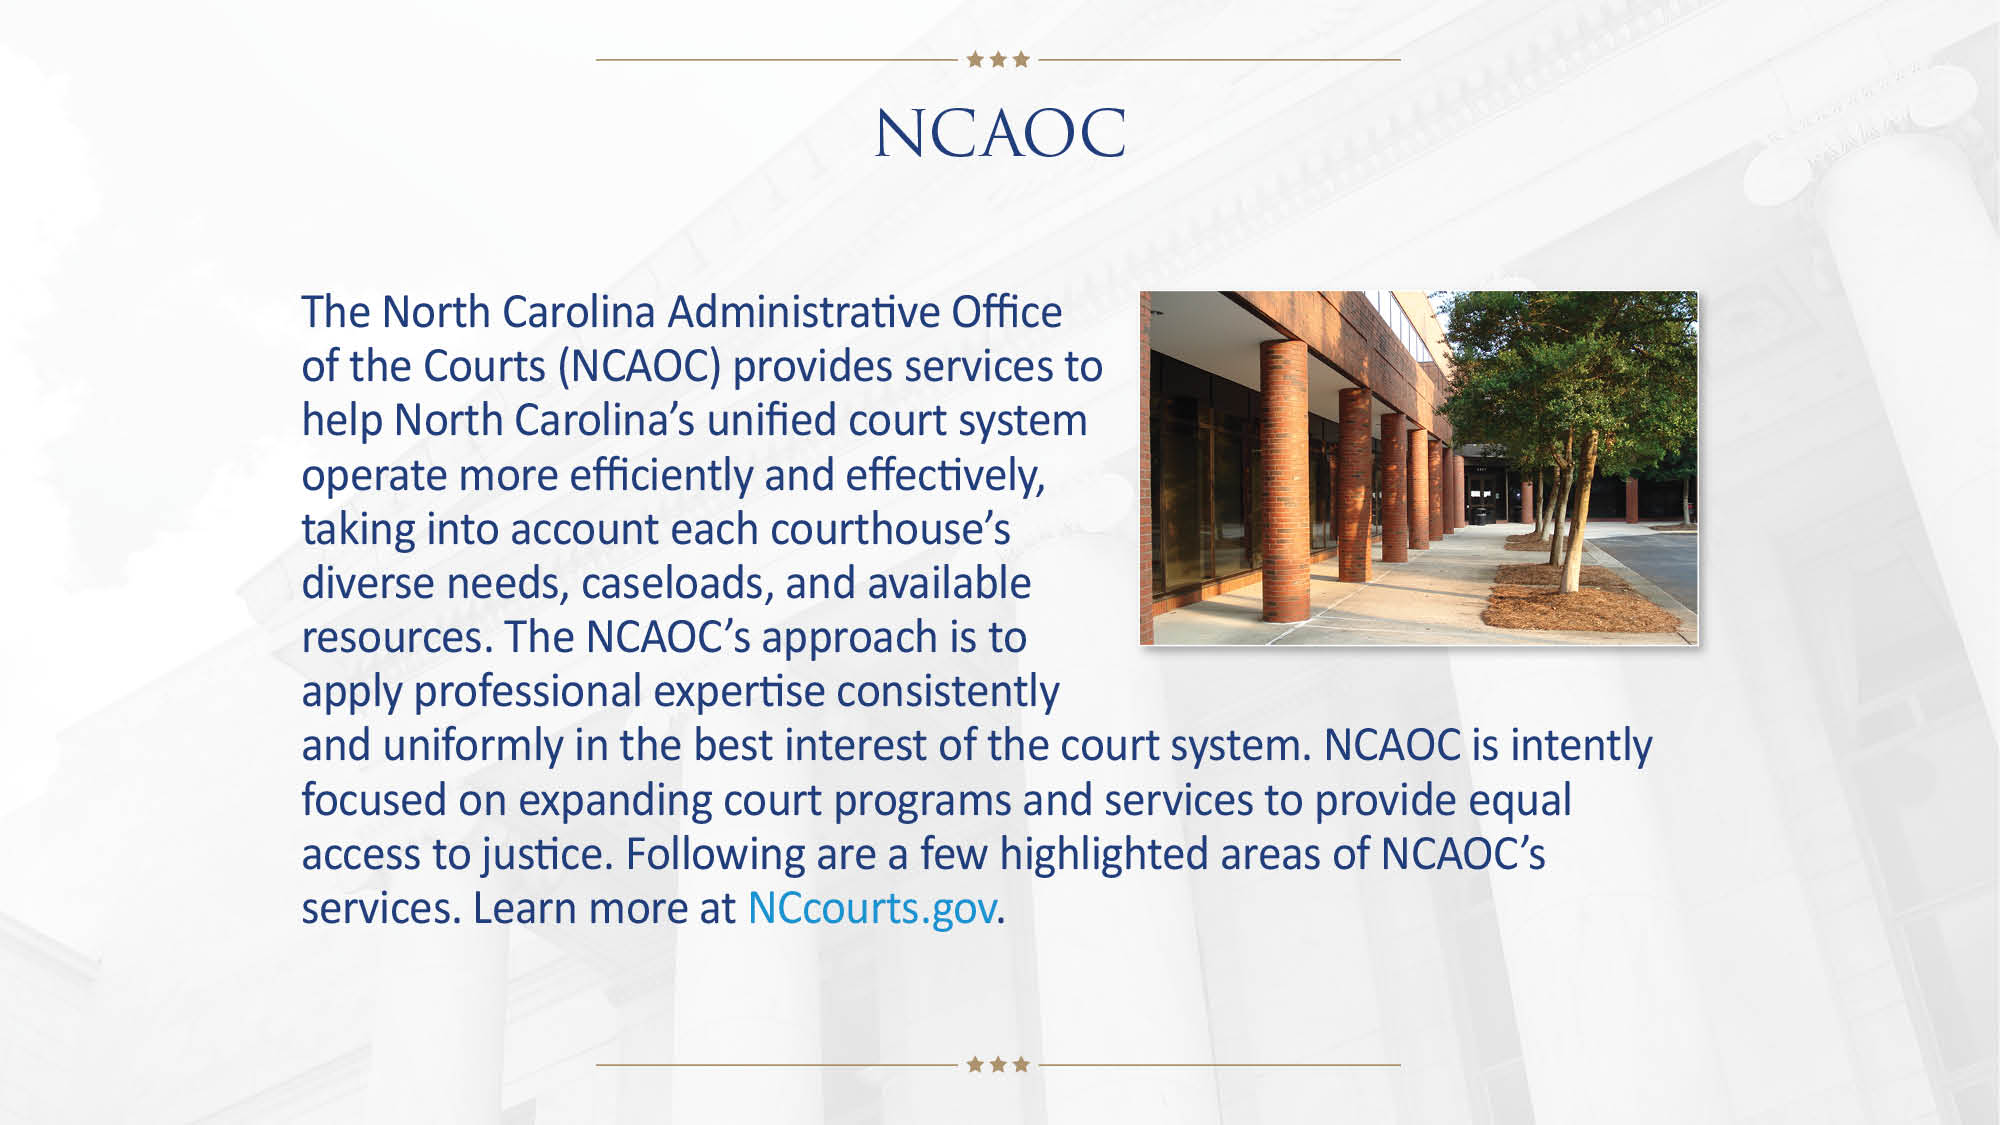 NCAOC
The North Carolina Administrative Office
of the Courts (NCAOC) provides services to
help North Carolina’s unified court system
operate more efficiently and effectively,
taking into account each courthouse’s
diverse needs, caseloads, and available
resources. The NCAOC’s approach is to
apply professional expertise consistently
and uniformly in the best interest of the court system. NCAOC is intently
focused on expanding court programs and services to provide equal
access to justice. Following are a few highlighted areas of NCAOC’s
services. Learn more at NCcourts.gov.